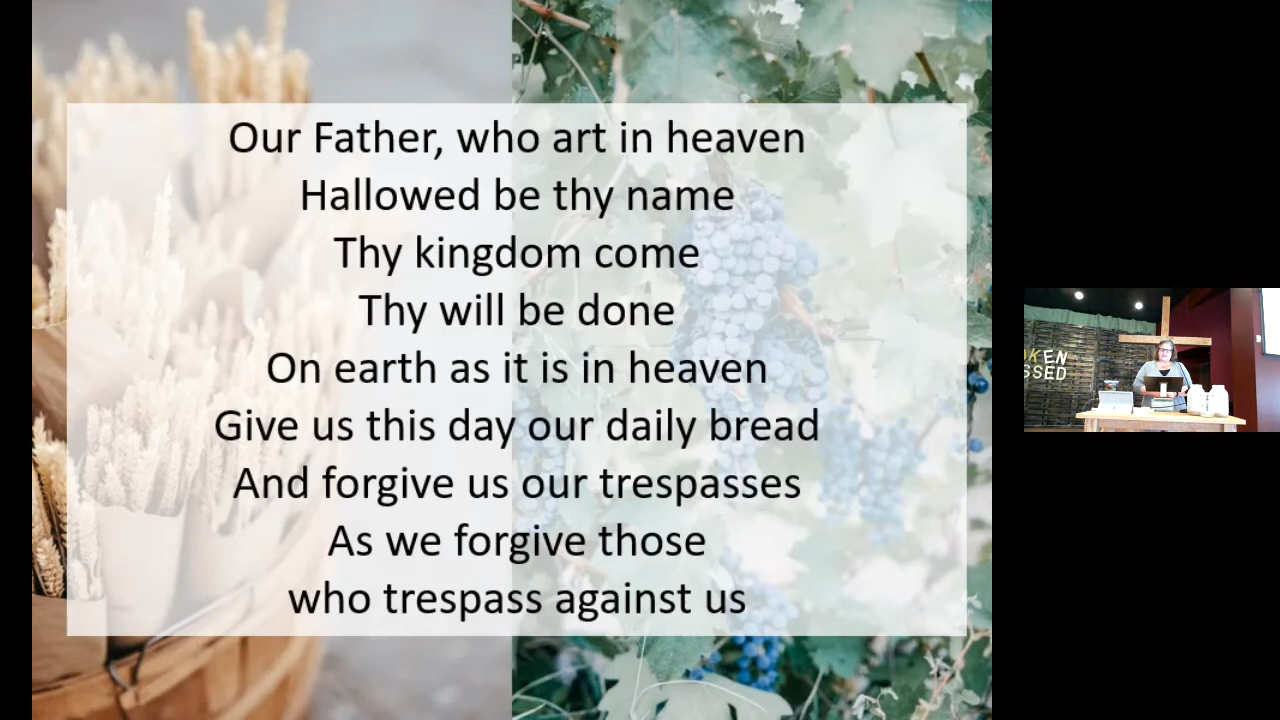 Our Father, who art in heaven
Hallowed be thy name
Thy kingdom come
Thy will be done
On earth as it is in heaven
Give us this day our daily bread
And forgive us our trespasses
As we forgive those
who trespass against us